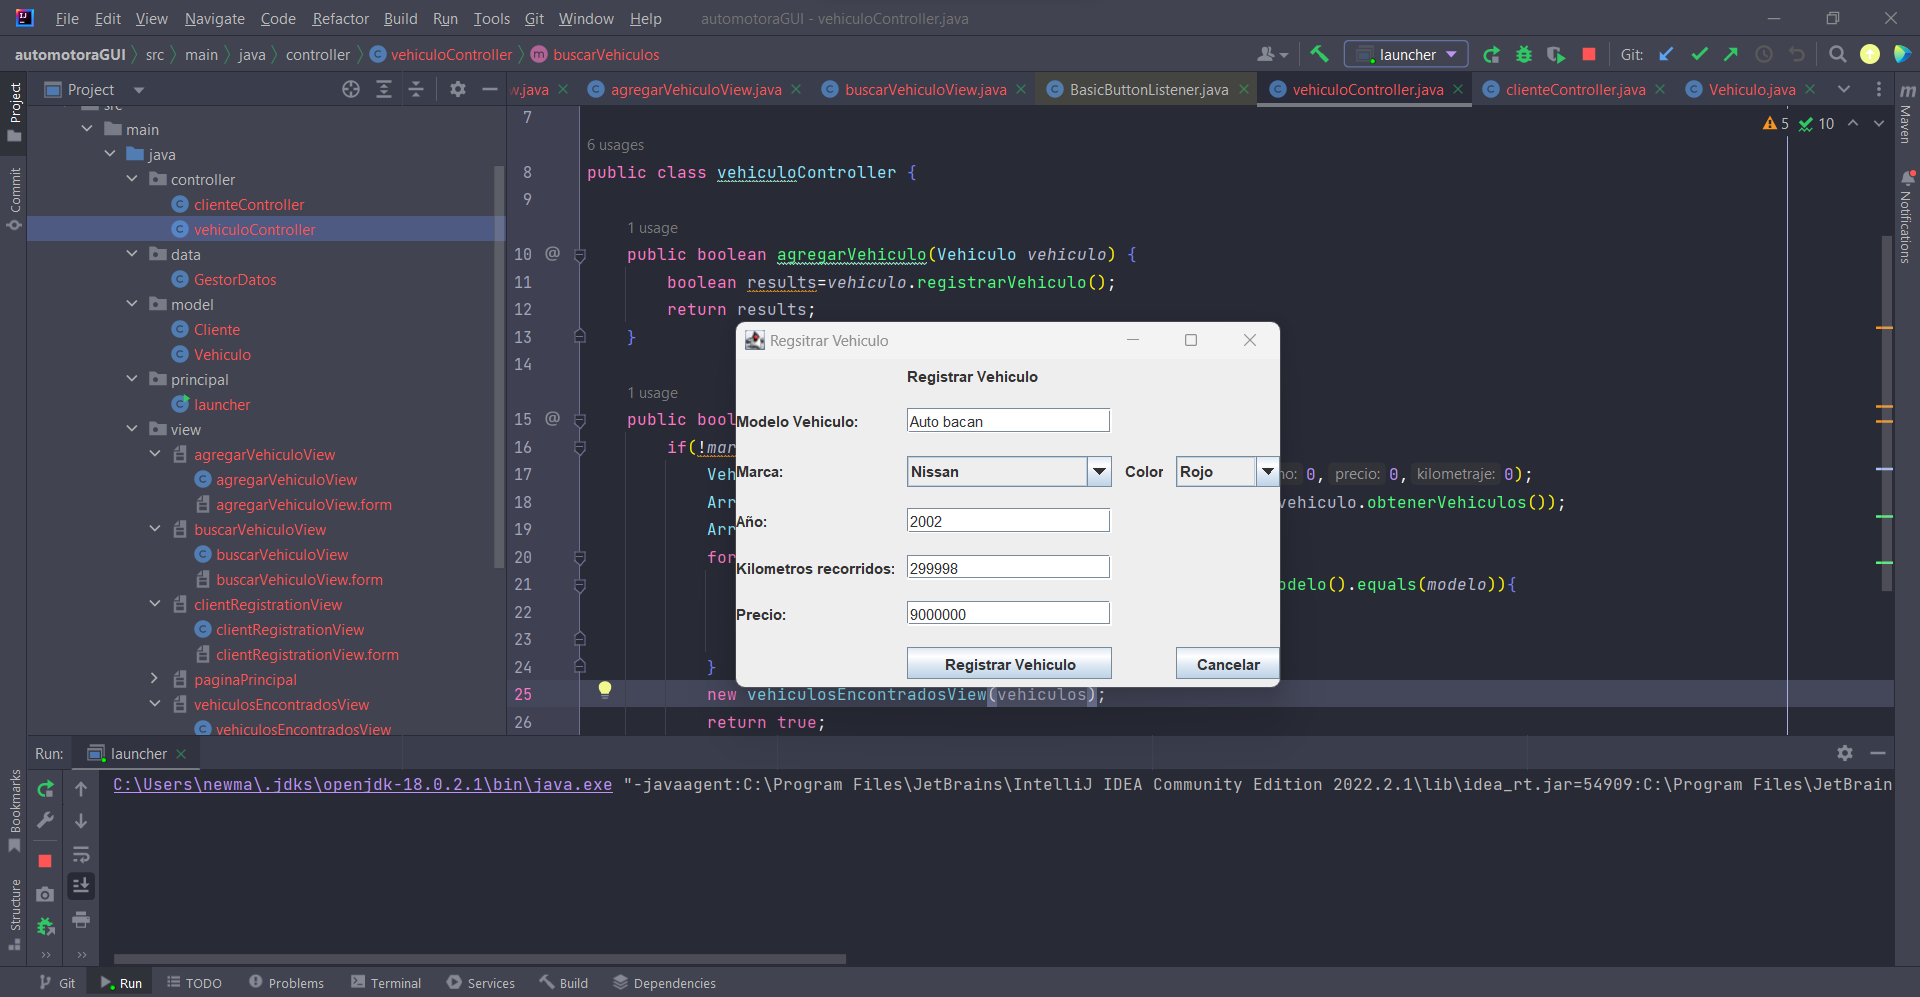 File Edit View Navigate Code Refactor Build Run Tools Git Window Help automotoraGUI - vehiculoController.java
automotoraGUI src main java controller vehiculoController buscarVehiculos launcher Git:
Project
w.java agregarVehiculoView.java buscarVehiculoView.java BasicButtonListener.java vehiculoController.java clienteController.java Vehiculo.java
Project
Commit
Bookmarks
Structure
Maven
Notifications
src
main
java
controller
clienteController
vehiculoController
data
GestorDatos
model
Cliente
Vehiculo
principal
launcher
view
agregarVehiculoView
agregarVehiculoView
agregarVehiculoView.form
buscarVehiculoView
buscarVehiculoView
buscarVehiculoView.form
clientRegistrationView
clientRegistrationView
clientRegistrationView.form
paginaPrincipal
vehiculosEncontradosView
vehiculosEncontradosView
5 10
7
6 usages
8 public class vehiculoController {
9
1 usage
10 @ public boolean agregarVehiculo(Vehiculo vehiculo) {
11 boolean results=vehiculo.registrarVehiculo();
12 return results;
13 }
14
1 usage
15 @ public bool
16 if(!mar
17 Veh no: 0, precio: 0, kilometraje: 0);
18 Arr vehiculo.obtenerVehiculos());
19 Arr
20 for
21 odelo().equals(modelo)){
22
23
24 }
25 new vehiculosEncontradosView(vehiculos);
26 return true;
Regsitrar Vehiculo
Registrar Vehiculo
Modelo Vehiculo: Auto bacan
Marca: Nissan Color Rojo
Año: 2002
Kilometros recorridos: 299998
Precio: 9000000
Registrar Vehiculo Cancelar
Run: launcher
C:\Users\newma\.jdks\openjdk-18.0.2.1\bin\java.exe "-javaagent:C:\Program Files\JetBrains\IntelliJ IDEA Community Edition 2022.2.1\lib\idea_rt.jar=54909:C:\Program Files\JetBrain
Git Run TODO Problems Terminal Services Build Dependencies